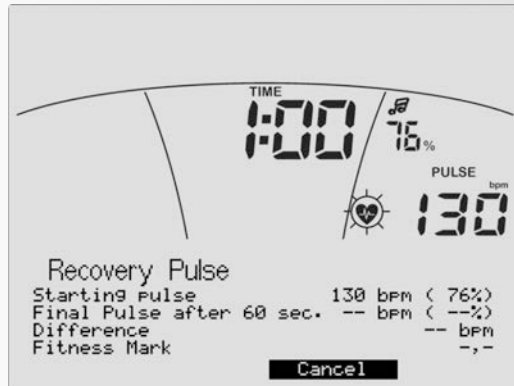 TIME
1:00
76%
PULSE
bpm
130
Recovery Pulse
Starting pulse 130 bpm ( 76%)
Final Pulse after 60 sec. -- bpm ( --%)
Difference -- bpm
Fitness Mark -,-
Cancel